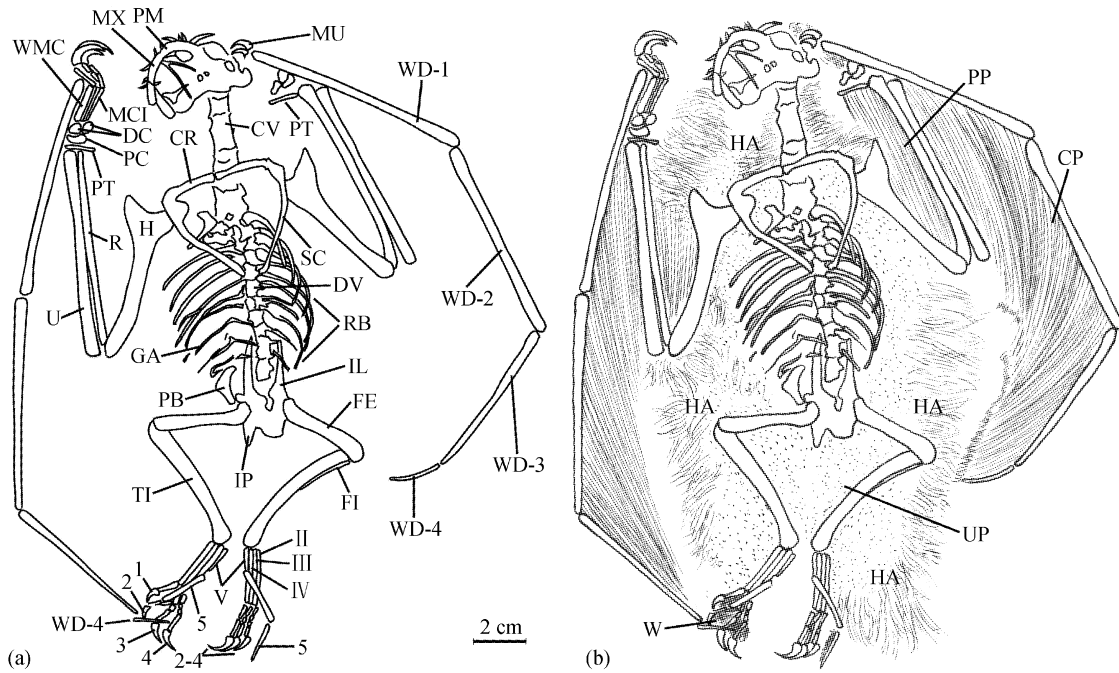 MX PM
MU
WMC
WD-1
MCI
DC
PC
PT
CV
PT
CR
R
H
SC
DV
WD-2
U
RB
GA
IL
PB
FE
WD-3
IP
TI
FI
WD-4
II
III
IV
V
1
2
5
WD-4
3
4
2-4
5
2 cm
(a)
PP
HA
CP
HA
HA
UP
HA
W
(b)